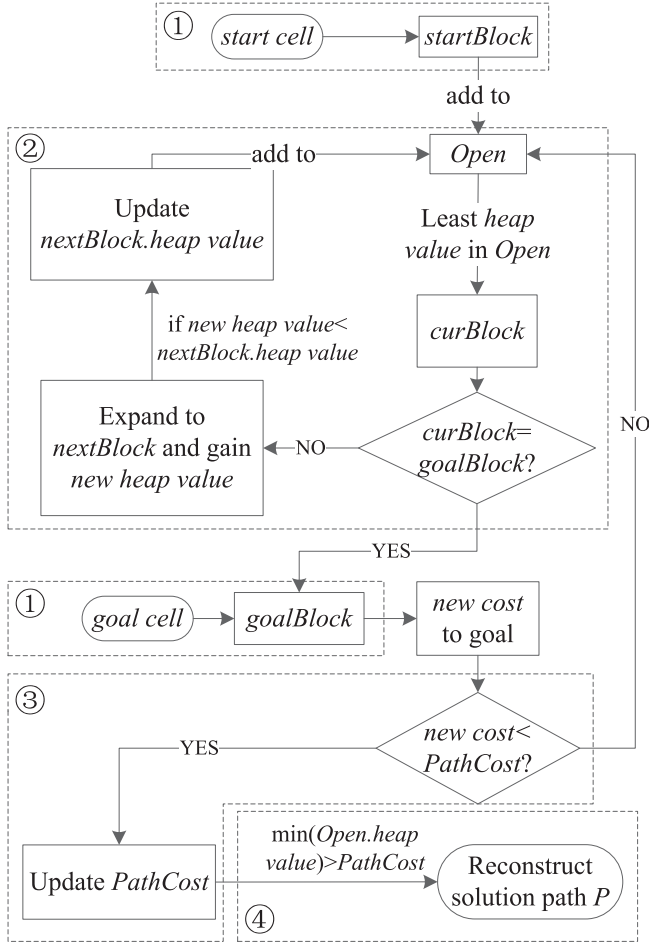 ①
start cell
startBlock
add to
②
add to
Open
Update
nextBlock.heap value
Least heap
value in Open
if new heap value<
nextBlock.heap value
curBlock
Expand to
nextBlock and gain
new heap value
NO
curBlock=
goalBlock?
NO
YES
①
goal cell
goalBlock
new cost
to goal
③
YES
new cost<
PathCost?
min(Open.heap
value)>PathCost
Update PathCost
Reconstruct
solution path P
④